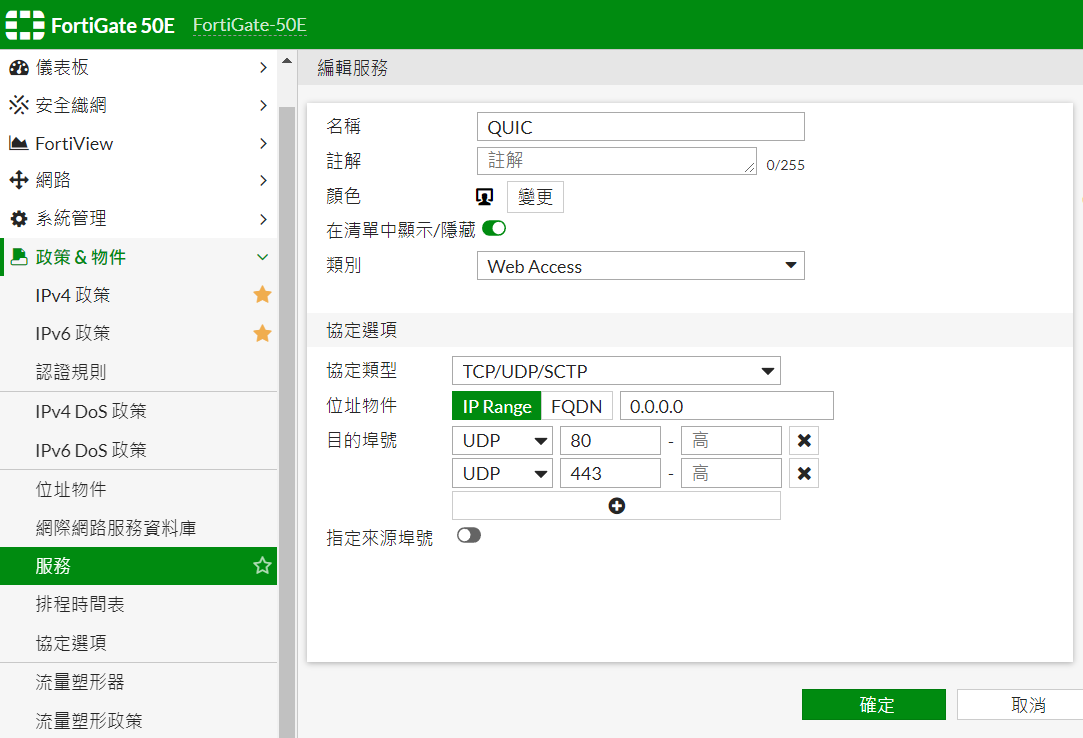 FortiGate 50E FortiGate-50E
儀表板
安全織網
FortiView
網路
系統管理
政策 & 物件
IPv4 政策
IPv6 政策
認證規則
IPv4 DoS 政策
IPv6 DoS 政策
位址物件
網際網路服務資料庫
服務
排程時間表
協定選項
流量塑形器
流量塑形政策
編輯服務
名稱 QUIC
註解 註解 0/255
顏色 變更
在清單中顯示/隱藏
類別 Web Access
協定選項
協定類型 TCP/UDP/SCTP
位址物件 IP Range FQDN 0.0.0.0
目的埠號 UDP 80 - 高
UDP 443 - 高
指定來源埠號
確定 取消